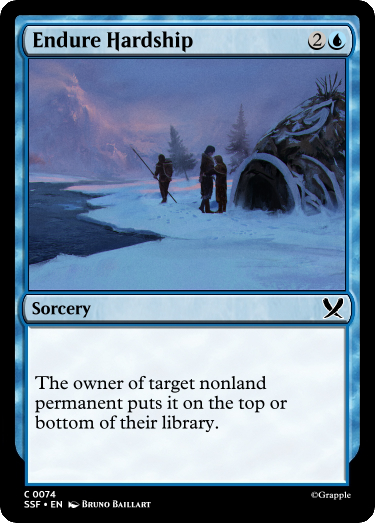 Endure Hardship 2
Sorcery
The owner of target nonland
permanent puts it on the top or
bottom of their library.
C 0074
SSF • EN Bruno Baillart
©Grapple